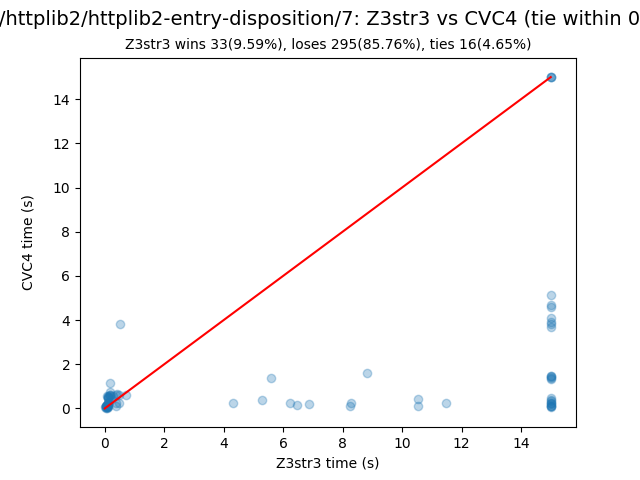 /httplib2/httplib2-entry-disposition/7: Z3str3 vs CVC4 (tie within 0
Z3str3 wins 33(9.59%), loses 295(85.76%), ties 16(4.65%)
14
12
10
8
6
4
2
0
CVC4 time (s)
0 2 4 6 8 10 12 14
Z3str3 time (s)